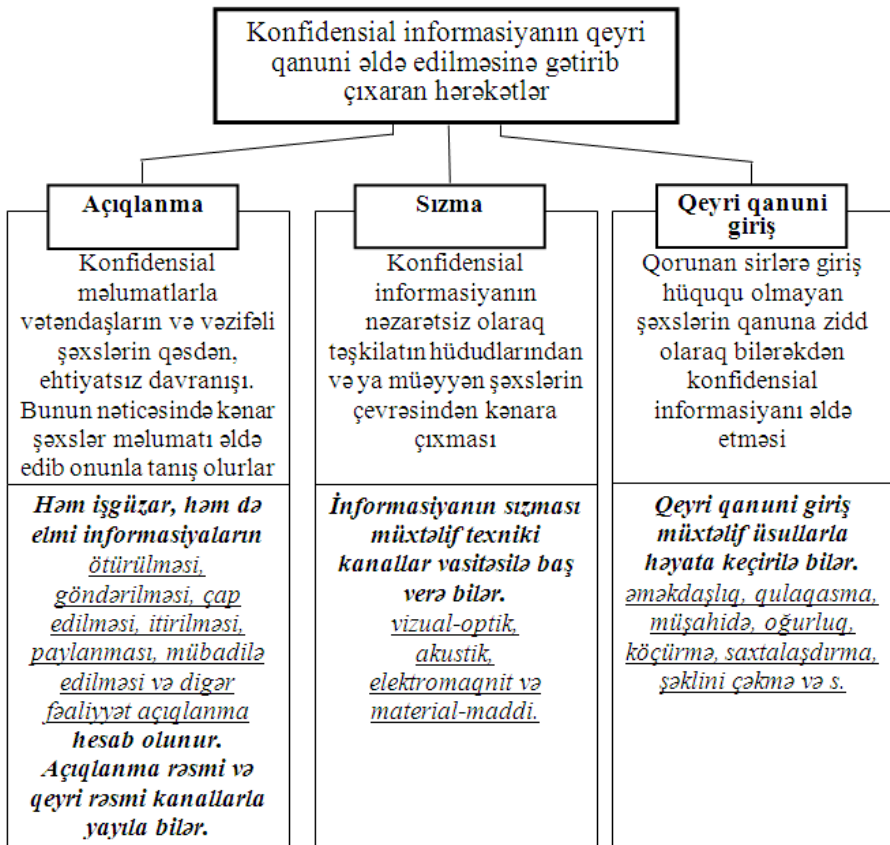 Konfidensial informasiyanın qeyri
qanuni əldə edilməsinə gətirib
çıxaran hərəkətlər
Açıqlanma
Konfidensial
məlumatlarla
vətəndaşların və vəzifəli
şəxslərin qəsdən,
ehtiyatsız davranışı.
Bunun nəticəsində kənar
şəxslər məlumatı əldə
edib onunla tanış olurlar
Həm işgüzar, həm də
elmi informasiyaların
ötürülməsi,
göndərilməsi, çap
edilməsi, itirilməsi,
paylanması, mübadilə
edilməsi və digər
fəaliyyət açıqlanma
hesab olunur.
Açıqlanma rəsmi və
qeyri rəsmi kanallarla
yayıla bilər.
Sızma
Konfidensial
informasiyanın
nəzarətsiz olaraq
təşkilatın hüdudlarından
və ya müəyyən şəxslərin
çevrəsindən kənara
çıxması
İnformasiyanın sızması
müxtəlif texniki
kanallar vasitəsilə baş
verə bilər.
vizual-optik,
akustik,
elektromaqnit və
material-maddi.
Qeyri qanuni
giriş
Qorunan sirlərə giriş
hüququ olmayan
şəxslərin qanuna zidd
olaraq bilərəkdən
konfidensial
informasiyanı əldə
etməsi
Qeyri qanuni giriş
müxtəlif üsullarla
həyata keçirilə bilər.
əməkdaşlıq, qulaqasma,
müşahidə, oğurluq,
köçürmə, saxtalaşdırma,
şəklini çəkmə və s.